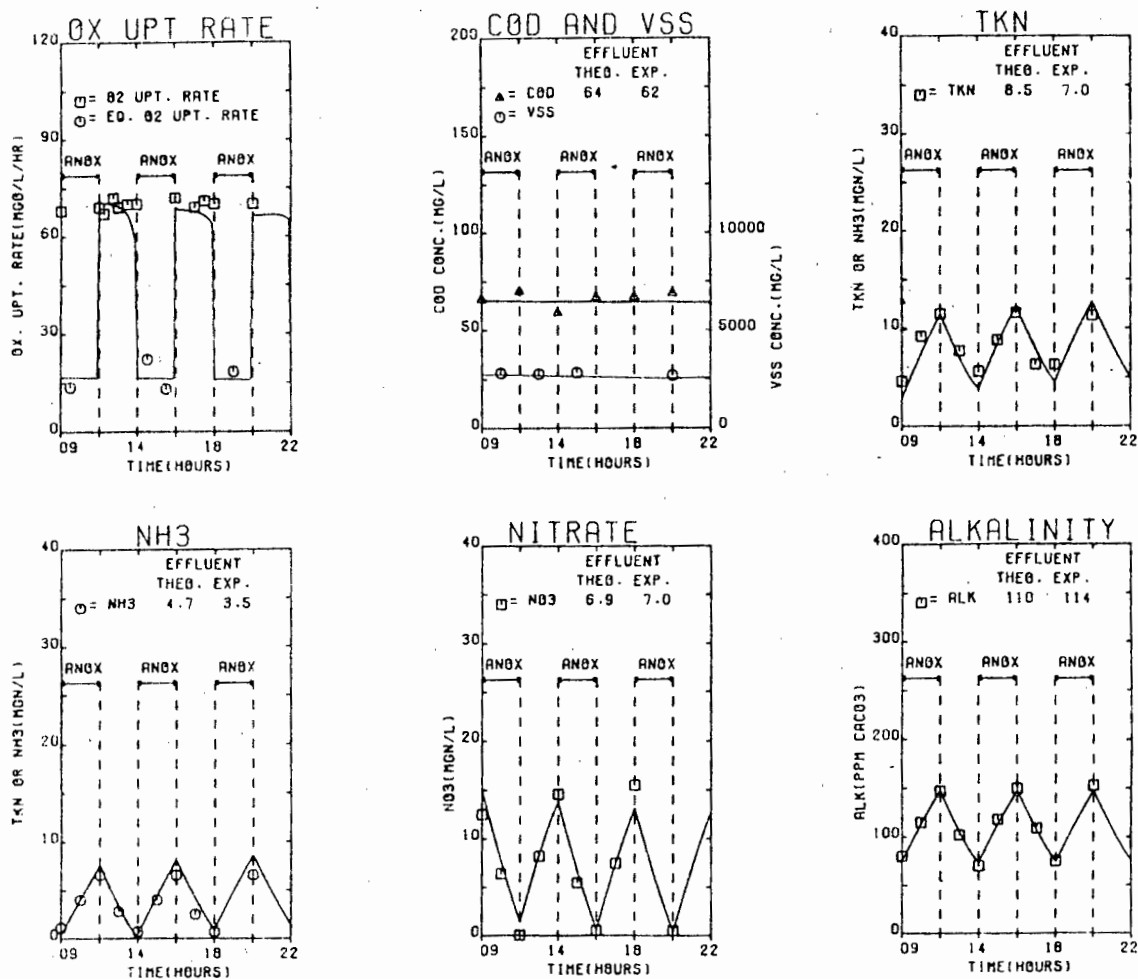 OX UPT RATE
120
90
60
30
0
OX. UPT. RATE(MGO/L/HR)
= O2 UPT. RATE
= EQ. O2 UPT. RATE
ANOX ANOX ANOX
09 14 18 22
TIME(HOURS)
COD AND VSS
200
150
100
50
0
COD CONC.(MG/L)
10000
5000
0
VSS CONC.(MG/L)
EFFLUENT
THEO. EXP.
= COD 64 62
= VSS
ANOX ANOX ANOX
09 14 18 22
TIME(HOURS)
TKN
40
30
20
10
0
TKN OR NH3(MGN/L)
EFFLUENT
THEO. EXP.
= TKN 8.5 7.0
ANOX ANOX ANOX
09 14 18 22
TIME(HOURS)
NH3
40
30
20
10
0
TKN OR NH3(MGN/L)
EFFLUENT
THEO. EXP.
= NH3 4.7 3.5
ANOX ANOX ANOX
09 14 18 22
TIME(HOURS)
NITRATE
40
30
20
10
0
NO3(MGN/L)
EFFLUENT
THEO. EXP.
= NO3 6.9 7.0
ANOX ANOX ANOX
09 14 18 22
TIME(HOURS)
ALKALINITY
400
300
200
100
0
ALK(PPM CACO3)
EFFLUENT
THEO. EXP.
= ALK 110 114
ANOX ANOX ANOX
09 14 18 22
TIME(HOURS)